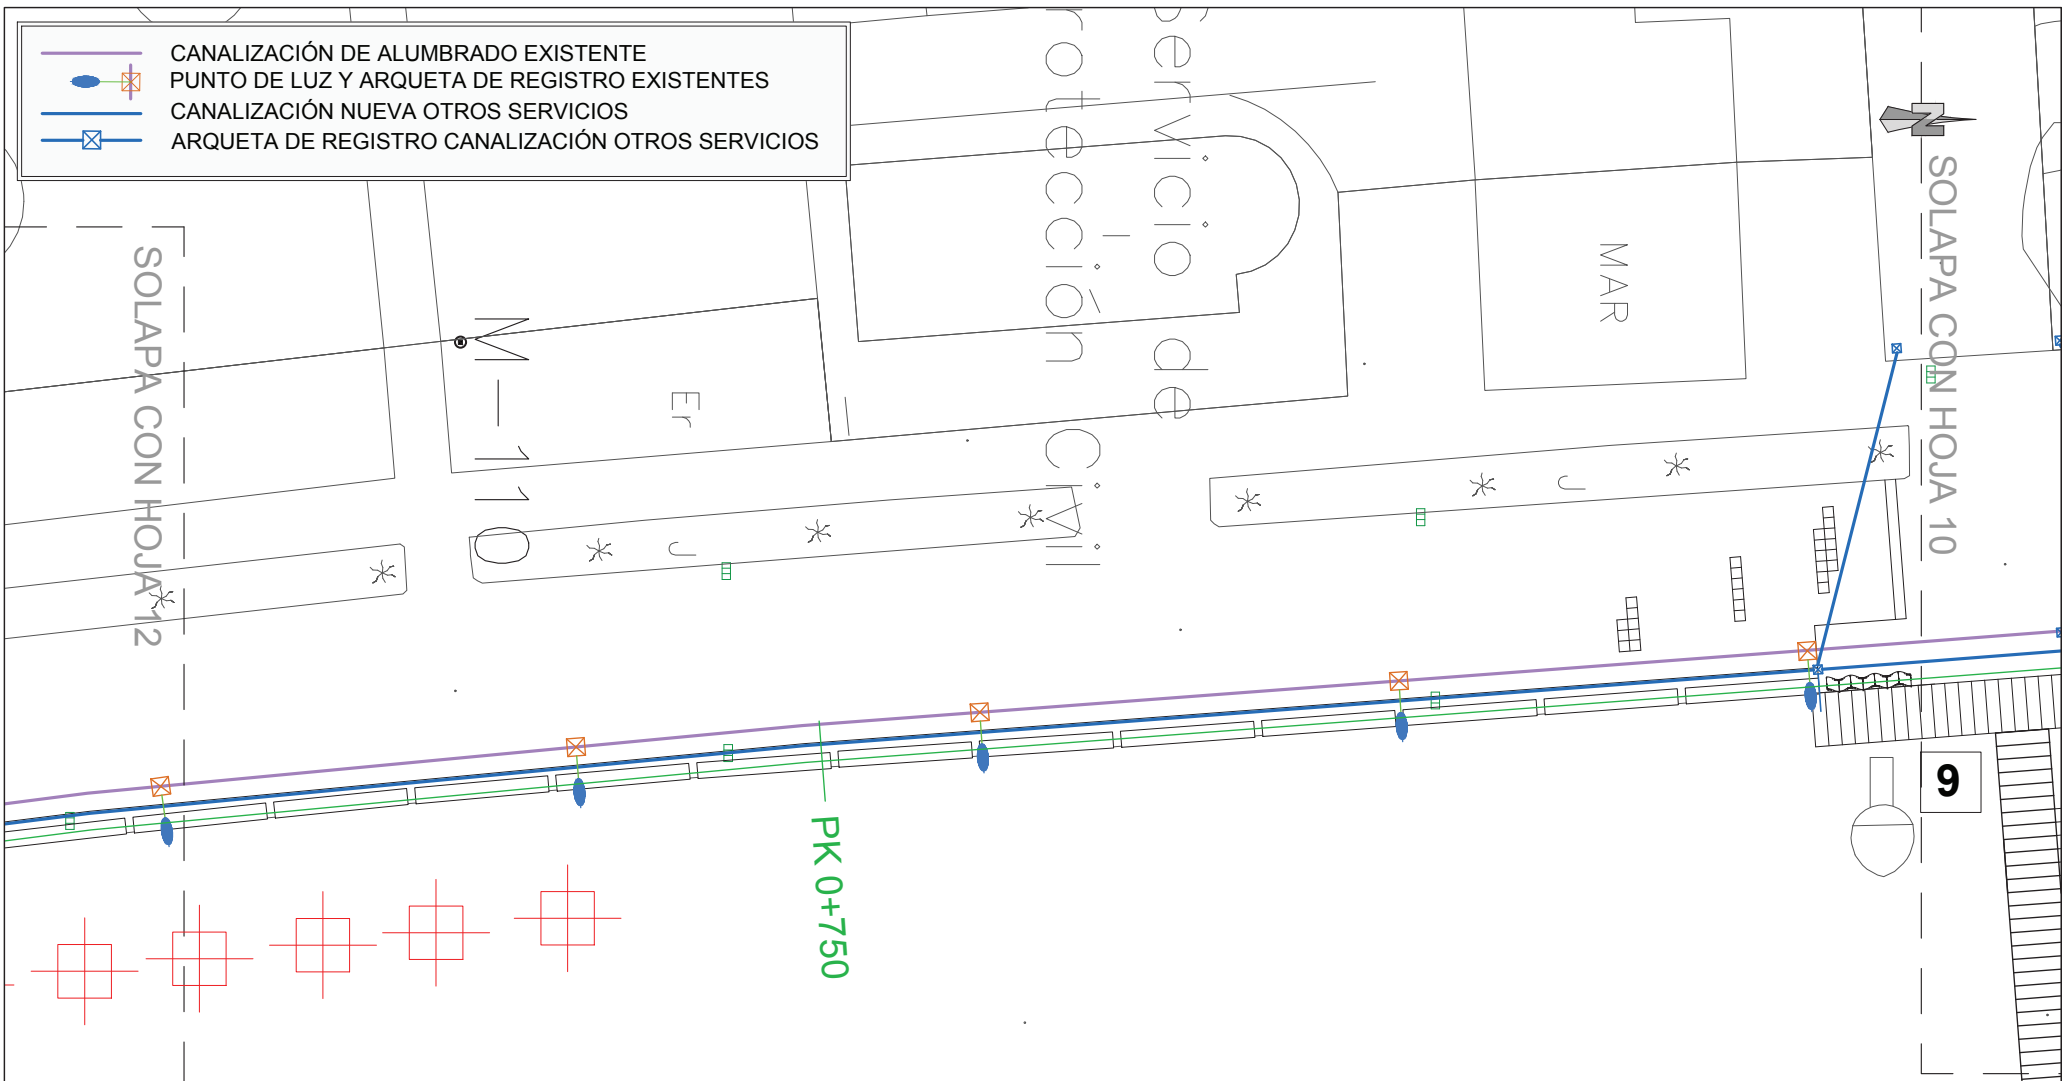 CANALIZACIÓN DE ALUMBRADO EXISTENTE
PUNTO DE LUZ Y ARQUETA DE REGISTRO EXISTENTES
CANALIZACIÓN NUEVA OTROS SERVICIOS
ARQUETA DE REGISTRO CANALIZACIÓN OTROS SERVICIOS
N
SOLAPA CON HOJA 10
SOLAPA CON HOJA 12
Servicio de
Protección Civil
MAR
M-110
Er
J
J
PK 0+750
9